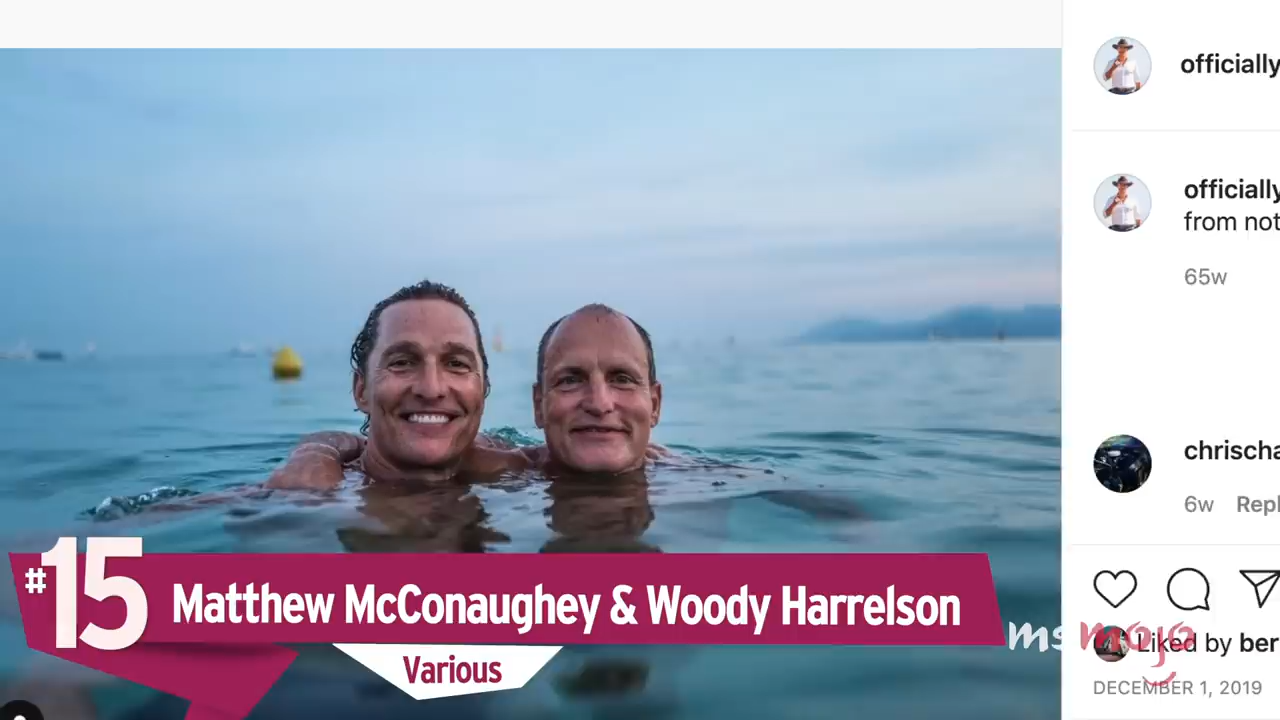 officially
officially
from not
65w
chrischa
6w Repl
#15
Matthew McConaughey & Woody Harrelson
Various
msmojo
Liked by ber
DECEMBER 1, 2019